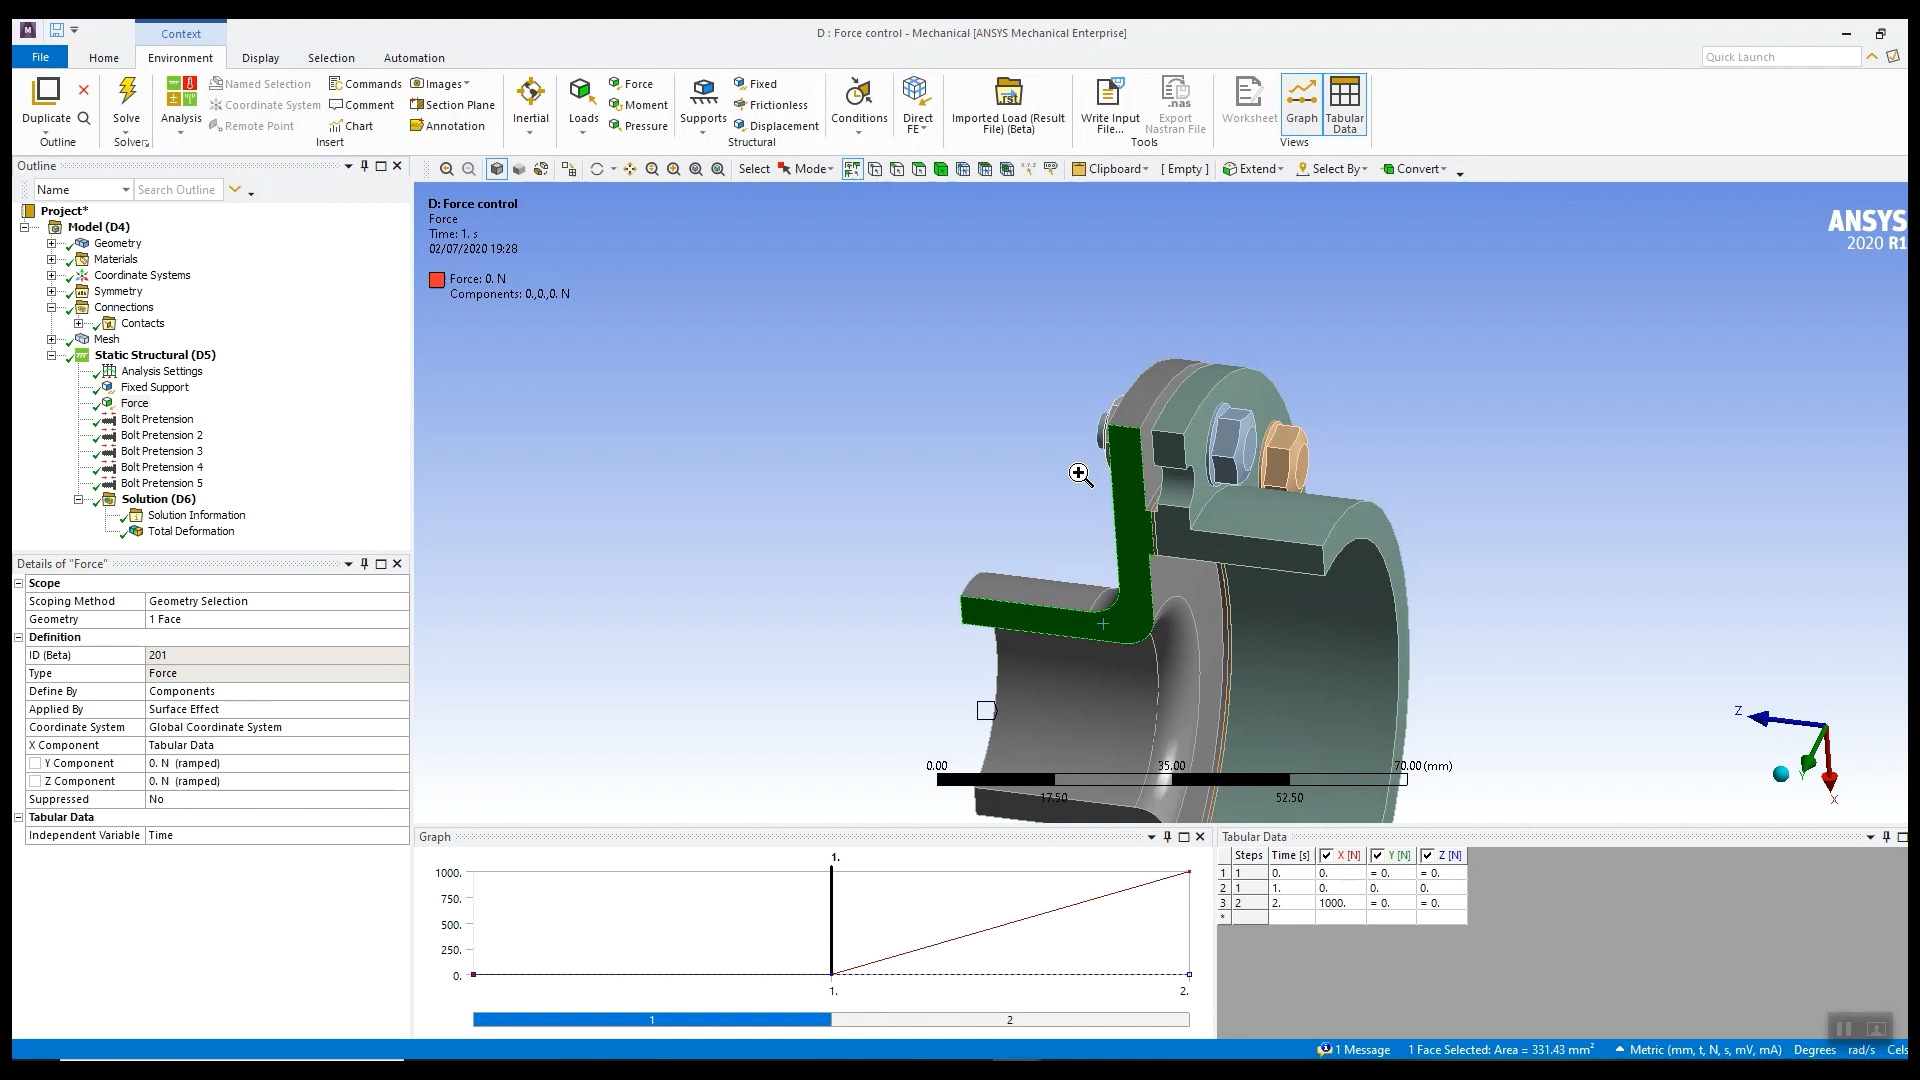 Context
D : Force control - Mechanical [ANSYS Mechanical Enterprise]
File Home Environment Display Selection Automation
Quick Launch
Duplicate
Outline
Solve
Solver
Analysis
Named Selection
Coordinate System
Remote Point
Commands
Comment
Chart
Images
Section Plane
Annotation
Insert
Inertial
Loads
Force
Moment
Pressure
Supports
Fixed
Frictionless
Displacement
Structural
Conditions
Direct
FE
Imported Load (Result
File) (Beta)
Write Input
File...
.nas
Export
Nastran File
Tools
Worksheet
Graph
Tabular
Data
Views
Select Mode Clipboard [ Empty ] Extend Select By Convert
Outline
Name Search Outline
Project*
Model (D4)
Geometry
Materials
Coordinate Systems
Symmetry
Connections
Contacts
Mesh
Static Structural (D5)
Analysis Settings
Fixed Support
Force
Bolt Pretension
Bolt Pretension 2
Bolt Pretension 3
Bolt Pretension 4
Bolt Pretension 5
Solution (D6)
Solution Information
Total Deformation
Details of "Force"
Scope
Scoping Method Geometry Selection
Geometry 1 Face
Definition
ID (Beta) 201
Type Force
Define By Components
Applied By Surface Effect
Coordinate System Global Coordinate System
X Component Tabular Data
Y Component 0. N (ramped)
Z Component 0. N (ramped)
Suppressed No
Tabular Data
Independent Variable Time
D: Force control
Force
Time: 1. s
02/07/2020 19:28
Force: 0. N
Components: 0.,0.,0. N
ANSYS
2020 R1
Z
Y
X
0.00 35.00 70.00 (mm)
17.50 52.50
Graph
1.
1000.
750.
500.
250.
0.
1. 2.
1 2
Tabular Data
Steps Time [s] X [N] Y [N] Z [N]
1 1 0. 0. = 0. = 0.
2 1 1. 0. 0. 0.
3 2 2. 1000. = 0. = 0.
*
1 Message 1 Face Selected: Area = 331.43 mm² Metric (mm, t, N, s, mV, mA) Degrees rad/s Cels